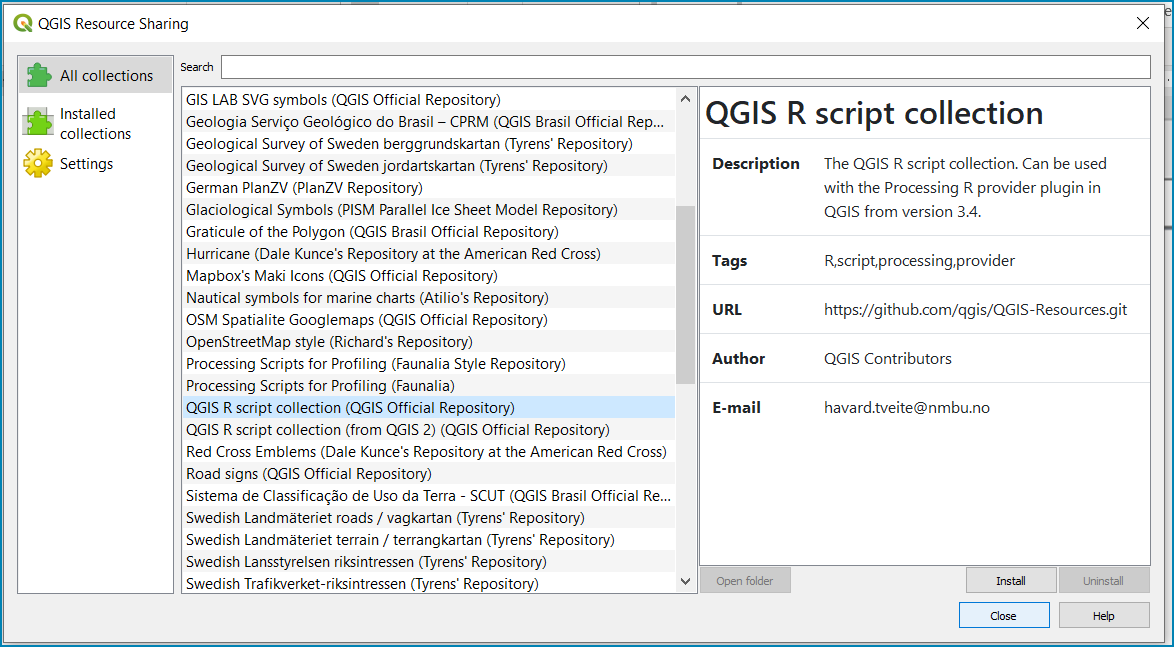 QGIS Resource Sharing
All collections
Installed
collections
Settings
Search
GIS LAB SVG symbols (QGIS Official Repository)
Geologia Serviço Geológico do Brasil – CPRM (QGIS Brasil Official Rep...
Geological Survey of Sweden berggrundskartan (Tyrens' Repository)
Geological Survey of Sweden jordartskartan (Tyrens' Repository)
German PlanZV (PlanZV Repository)
Glaciological Symbols (PISM Parallel Ice Sheet Model Repository)
Graticule of the Polygon (QGIS Brasil Official Repository)
Hurricane (Dale Kunce's Repository at the American Red Cross)
Mapbox's Maki Icons (QGIS Official Repository)
Nautical symbols for marine charts (Atilio's Repository)
OSM Spatialite Googlemaps (QGIS Official Repository)
OpenStreetMap style (Richard's Repository)
Processing Scripts for Profiling (Faunalia Style Repository)
Processing Scripts for Profiling (Faunalia)
QGIS R script collection (QGIS Official Repository)
QGIS R script collection (from QGIS 2) (QGIS Official Repository)
Red Cross Emblems (Dale Kunce's Repository at the American Red Cross)
Road signs (QGIS Official Repository)
Sistema de Classificação de Uso da Terra - SCUT (QGIS Brasil Official Re...
Swedish Landmäteriet roads / vagkartan (Tyrens' Repository)
Swedish Landmäteriet terrain / terrangkartan (Tyrens' Repository)
Swedish Lansstyrelsen riksintressen (Tyrens' Repository)
Swedish Trafikverket-riksintressen (Tyrens' Repository)
QGIS R script collection
Description The QGIS R script collection. Can be used
with the Processing R provider plugin in
QGIS from version 3.4.
Tags R,script,processing,provider
URL https://github.com/qgis/QGIS-Resources.git
Author QGIS Contributors
E-mail havard.tveite@nmbu.no
Open folder Install Uninstall
Close Help